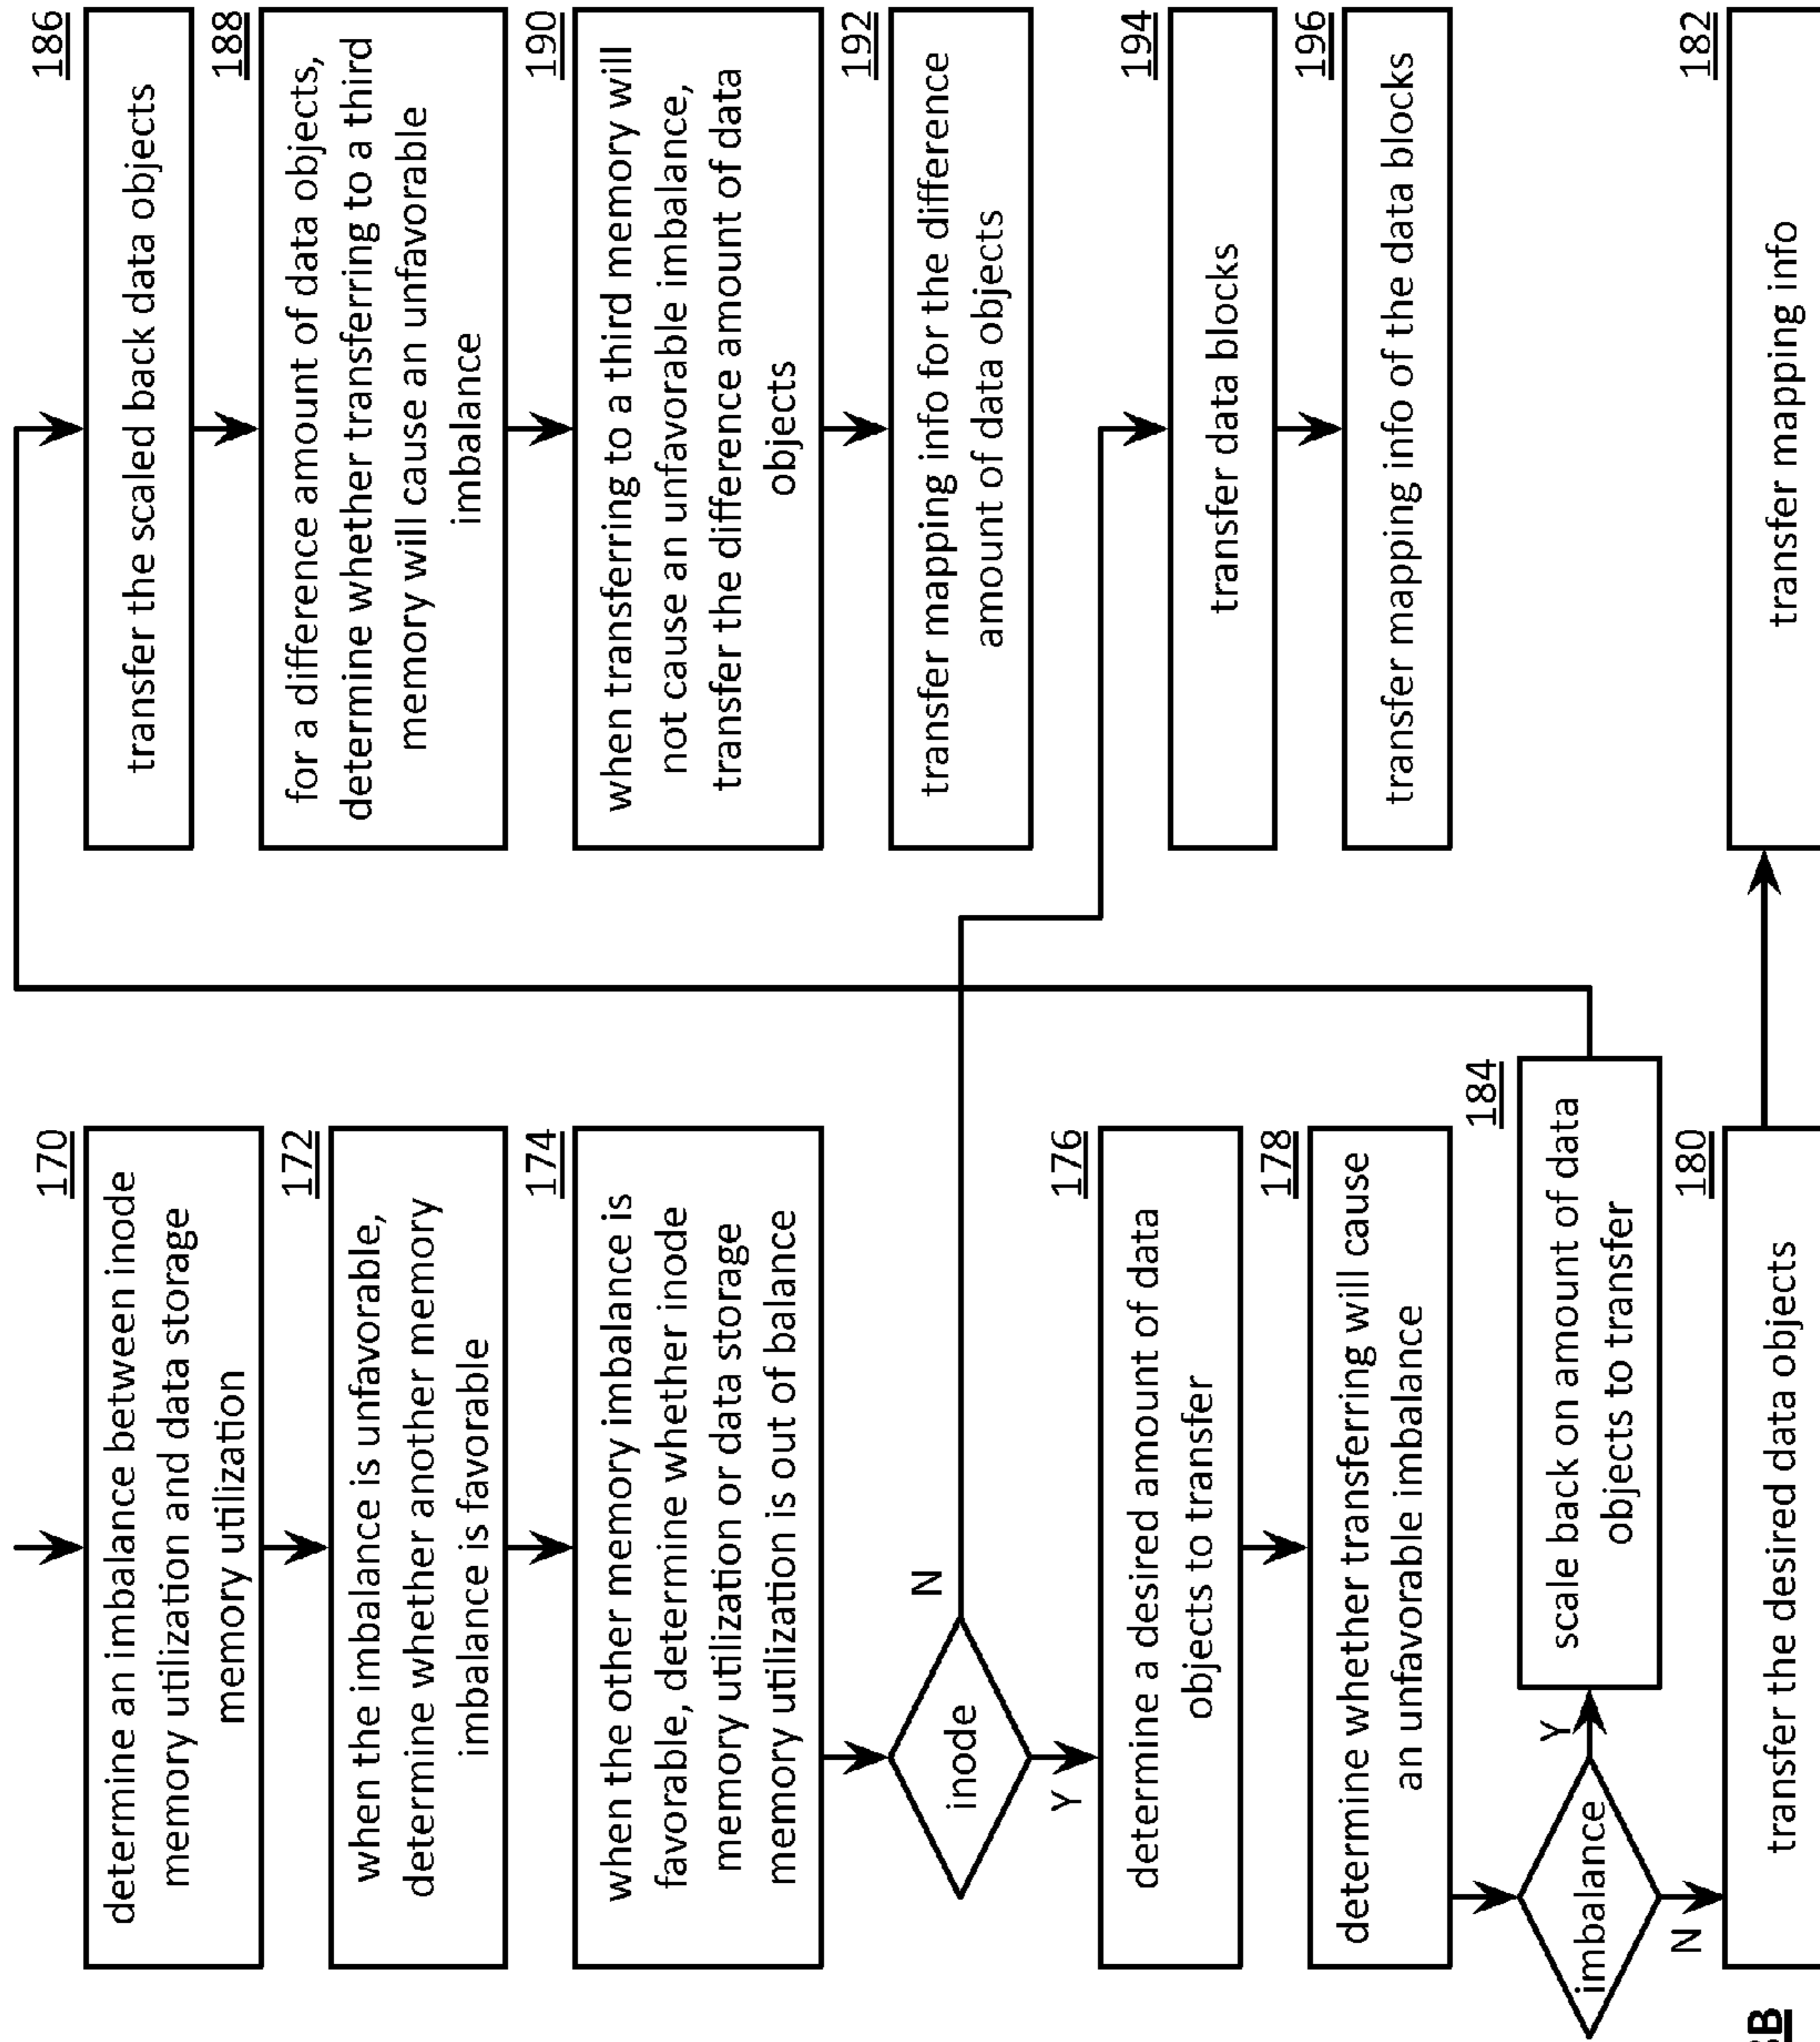 170
determine an imbalance between inode
memory utilization and data storage
memory utilization
172
when the imbalance is unfavorable,
determine whether another memory
imbalance is favorable
174
when the other memory imbalance is
favorable, determine whether inode
memory utilization or data storage
memory utilization is out of balance
inode
N
Y
176
determine a desired amount of data
objects to transfer
178
determine whether transferring will cause
an unfavorable imbalance
imbalance
Y
N
184
scale back on amount of data
objects to transfer
180
transfer the desired data objects
186
transfer the scaled back data objects
188
for a difference amount of data objects,
determine whether transferring to a third
memory will cause an unfavorable
imbalance
190
when transferring to a third memory will
not cause an unfavorable imbalance,
transfer the difference amount of data
objects
192
transfer mapping info for the difference
amount of data objects
194
transfer data blocks
196
transfer mapping info of the data blocks
182
transfer mapping info